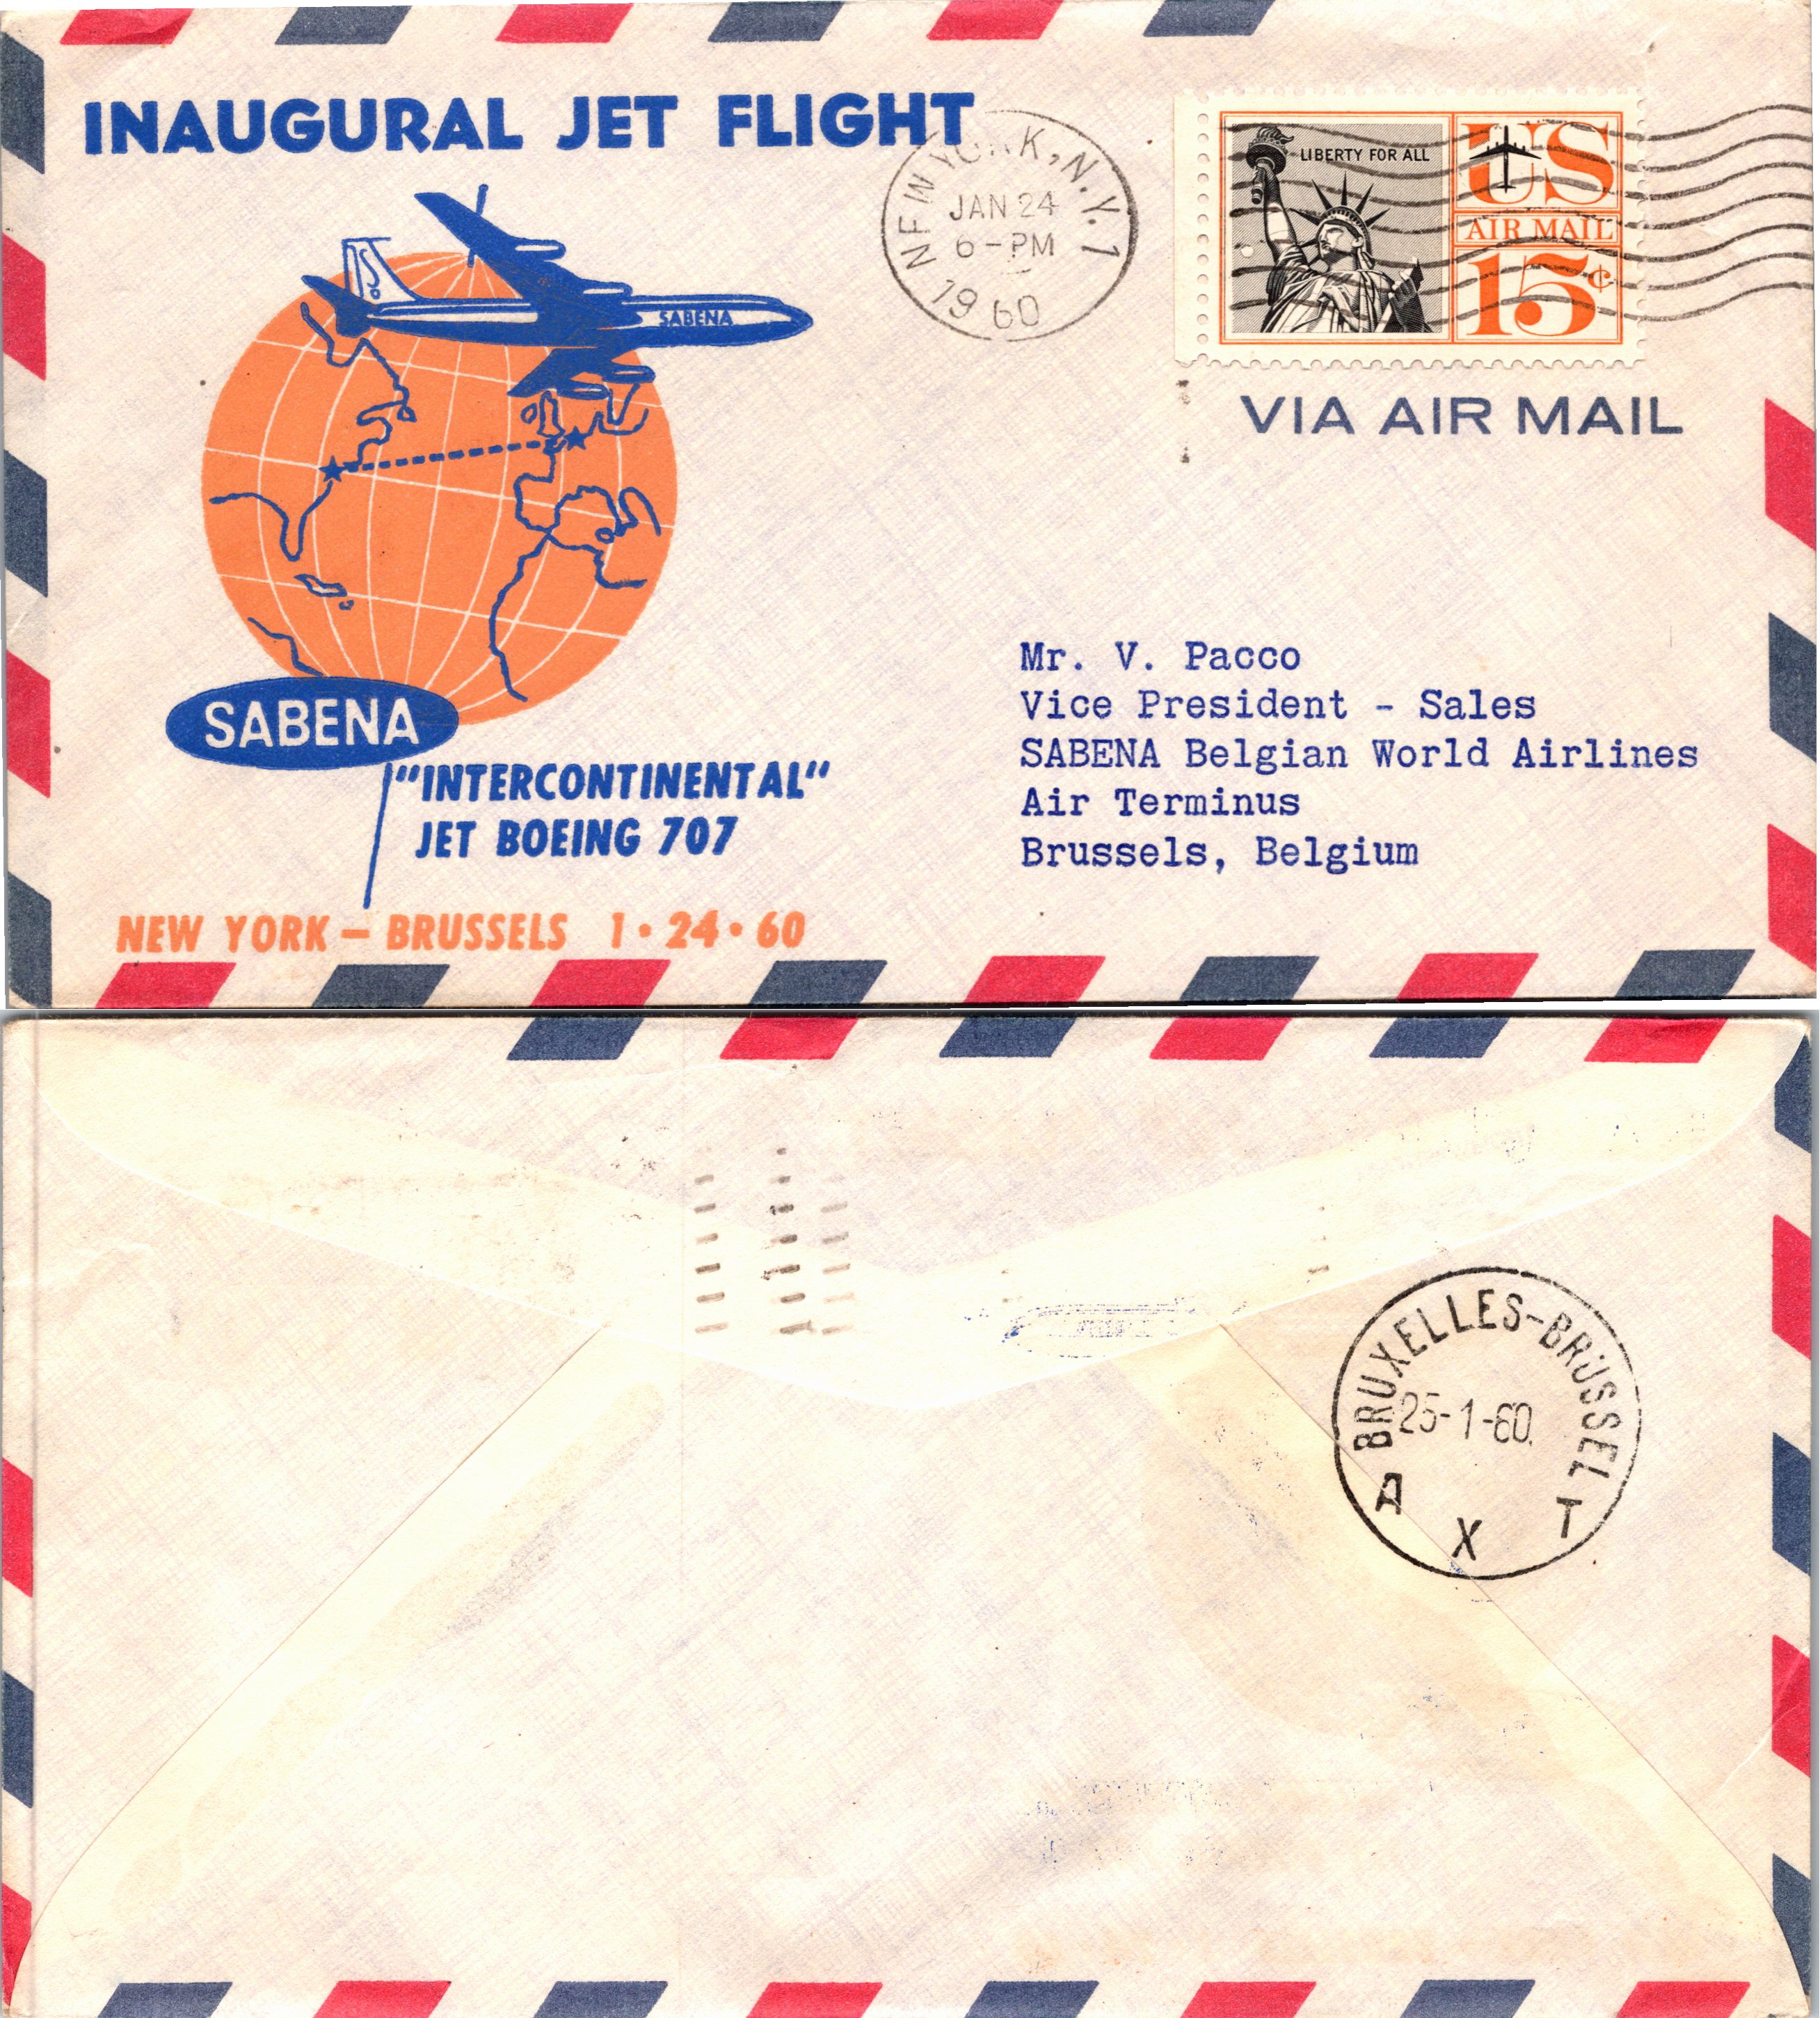 INAUGURAL JET FLIGHT
NEW YORK, N.Y. 1
JAN 24
6-PM
1960
LIBERTY FOR ALL
US
AIR MAIL
15¢
VIA AIR MAIL
SABENA
SABENA
"INTERCONTINENTAL"
JET BOEING 707
NEW YORK – BRUSSELS 1 • 24 • 60
Mr. V. Pacco
Vice President - Sales
SABENA Belgian World Airlines
Air Terminus
Brussels, Belgium
BRUXELLES-BRUSSEL
25-1-60
A X T